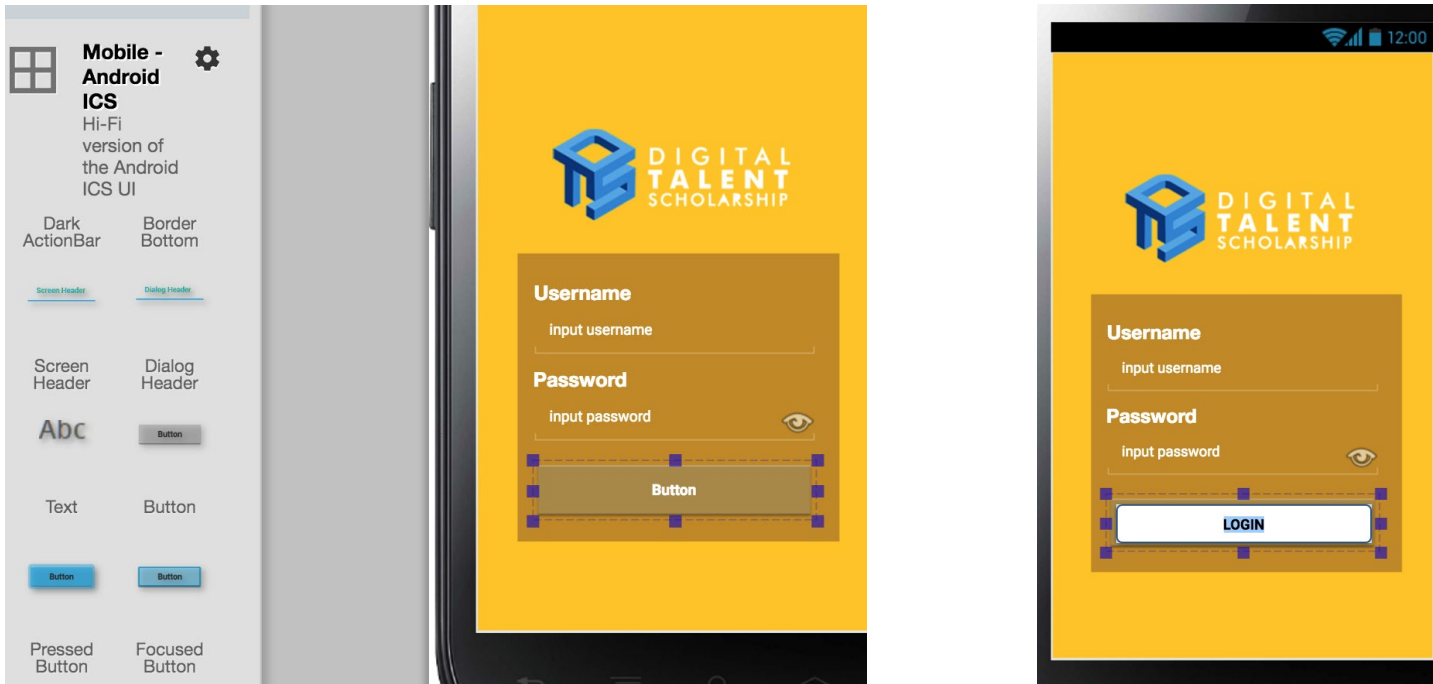 Mobile -
Android
ICS
Hi-Fi
version of
the Android
ICS UI
Dark
ActionBar
Border
Bottom
Screen Header
Dialog Header
Screen
Header
Dialog
Header
Abc
Button
Text
Button
Button
Button
Pressed
Button
Focused
Button
DIGITAL
TALENT
SCHOLARSHIP
Username
input username
Password
input password
Button
12:00
DIGITAL
TALENT
SCHOLARSHIP
Username
input username
Password
input password
LOGIN